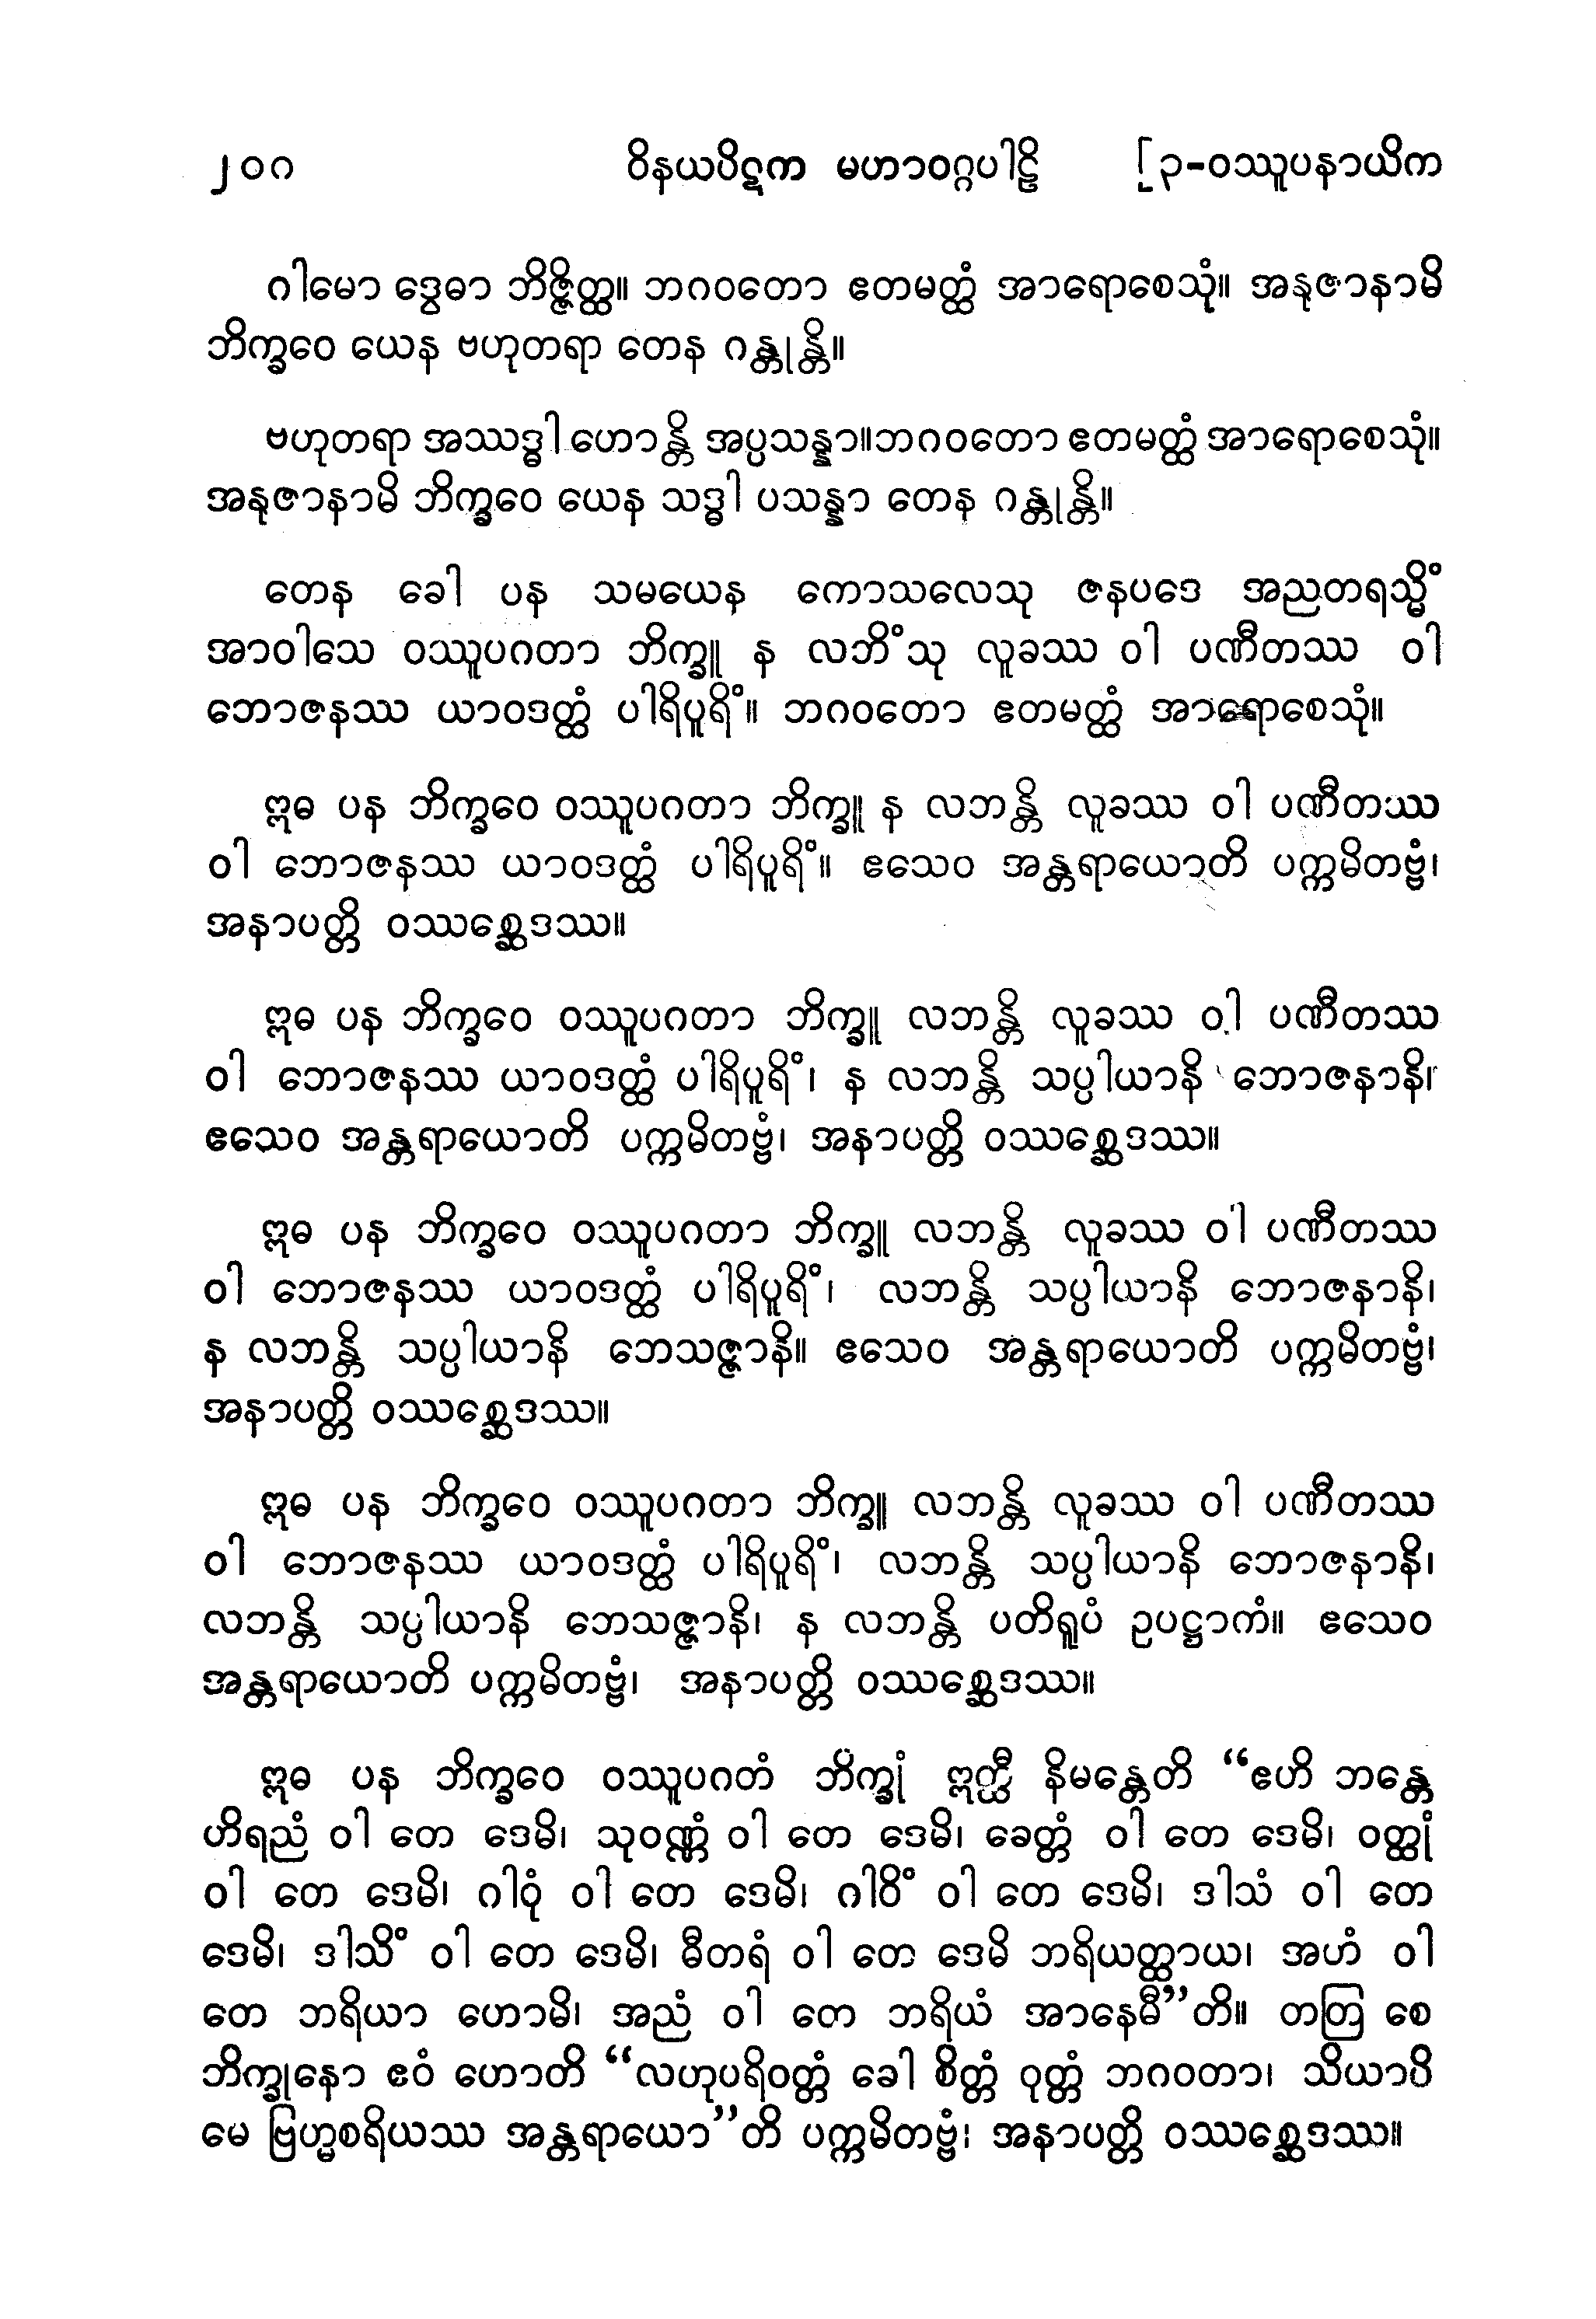 ၂၀ဂ ဝိနယပိဋက မဟာဝဂ္ဂပါဠိ [၃-ဝဿူပနာယိက
ဂါမော ဒွေဓာ ဘိဇ္ဇိတ္ထ။ ဘဂဝတော ဧတမတ္ထံ အာရောစေသုံ။ အနုဇာနာမိ
ဘိက္ခဝေ ယေန ဗဟုတရာ တေန ဂန္တုန္တိ။
ဗဟုတရာ အဿဒ္ဓါ ဟောန္တိ အပ္ပသန္နာ။ဘဂဝတော ဧတမတ္ထံ အာရောစေသုံ။
အနုဇာနာမိ ဘိက္ခဝေ ယေန သဒ္ဓါ ပသန္နာ တေန ဂန္တုန္တိ။
တေန ခေါ ပန သမယေန ကောသလေသု ဇနပဒေ အညတရသ္မိံ
အာဝါသေ ဝဿူပဂတာ ဘိက္ခူ န လဘိံသု လူခဿ ဝါ ပဏီတဿ ဝါ
ဘောဇနဿ ယာဝဒတ္ထံ ပါရိပူရိံ။ ဘဂဝတော ဧတမတ္ထံ အာရောစေသုံ။
ဣဓ ပန ဘိက္ခဝေ ဝဿူပဂတာ ဘိက္ခူ န လဘန္တိ လူခဿ ဝါ ပဏီတဿ
ဝါ ဘောဇနဿ ယာဝဒတ္ထံ ပါရိပူရိံ။ ဧသေဝ အန္တရာယောတိ ပက္ကမိတဗ္ဗံ၊
အနာပတ္တိ ဝဿစ္ဆေဒဿ။
ဣဓ ပန ဘိက္ခဝေ ဝဿူပဂတာ ဘိက္ခူ လဘန္တိ လူခဿ ဝါ ပဏီတဿ
ဝါ ဘောဇနဿ ယာဝဒတ္ထံ ပါရိပူရိံ၊ န လဘန္တိ သပ္ပါယာနိ ဘောဇနာနိ၊
ဧသေဝ အန္တရာယောတိ ပက္ကမိတဗ္ဗံ၊ အနာပတ္တိ ဝဿစ္ဆေဒဿ။
ဣဓ ပန ဘိက္ခဝေ ဝဿူပဂတာ ဘိက္ခူ လဘန္တိ လူခဿ ဝါ ပဏီတဿ
ဝါ ဘောဇနဿ ယာဝဒတ္ထံ ပါရိပူရိံ၊ လဘန္တိ သပ္ပါယာနိ ဘောဇနာနိ၊
န လဘန္တိ သပ္ပါယာနိ ဘေသဇ္ဇာနိ။ ဧသေဝ အန္တရာယောတိ ပက္ကမိတဗ္ဗံ၊
အနာပတ္တိ ဝဿစ္ဆေဒဿ။
ဣဓ ပန ဘိက္ခဝေ ဝဿူပဂတာ ဘိက္ခူ လဘန္တိ လူခဿ ဝါ ပဏီတဿ
ဝါ ဘောဇနဿ ယာဝဒတ္ထံ ပါရိပူရိံ၊ လဘန္တိ သပ္ပါယာနိ ဘောဇနာနိ၊
လဘန္တိ သပ္ပါယာနိ ဘေသဇ္ဇာနိ၊ န လဘန္တိ ပတိရူပံ ဥပဋ္ဌာကံ။ ဧသေဝ
အန္တရာယောတိ ပက္ကမိတဗ္ဗံ၊ အနာပတ္တိ ဝဿစ္ဆေဒဿ။
ဣဓ ပန ဘိက္ခဝေ ဝဿူပဂတံ ဘိက္ခုံ ဣတ္ထီ နိမန္တေတိ “ဧဟိ ဘန္တေ
ဟိရညံ ဝါ တေ ဒေမိ၊ သုဝဏ္ဏံ ဝါ တေ ဒေမိ၊ ခေတ္တံ ဝါ တေ ဒေမိ၊ ဝတ္ထုံ
ဝါ တေ ဒေမိ၊ ဂါဝုံ ဝါ တေ ဒေမိ၊ ဂါဝိံ ဝါ တေ ဒေမိ၊ ဒါသံ ဝါ တေ
ဒေမိ၊ ဒါသိံ ဝါ တေ ဒေမိ၊ ဓီတရံ ဝါ တေ ဒေမိ ဘရိယတ္ထာယ၊ အဟံ ဝါ
တေ ဘရိယာ ဟောမိ၊ အညံ ဝါ တေ ဘရိယံ အာနေမီ”တိ။ တတြ စေ
ဘိက္ခုနော ဧဝံ ဟောတိ “လဟုပရိဝတ္တံ ခေါ စိတ္တံ ဝုတ္တံ ဘဂဝတာ၊ သိယာပိ
မေ ဗြဟ္မစရိယဿ အန္တရာယော”တိ ပက္ကမိတဗ္ဗံ၊ အနာပတ္တိ ဝဿစ္ဆေဒဿ။